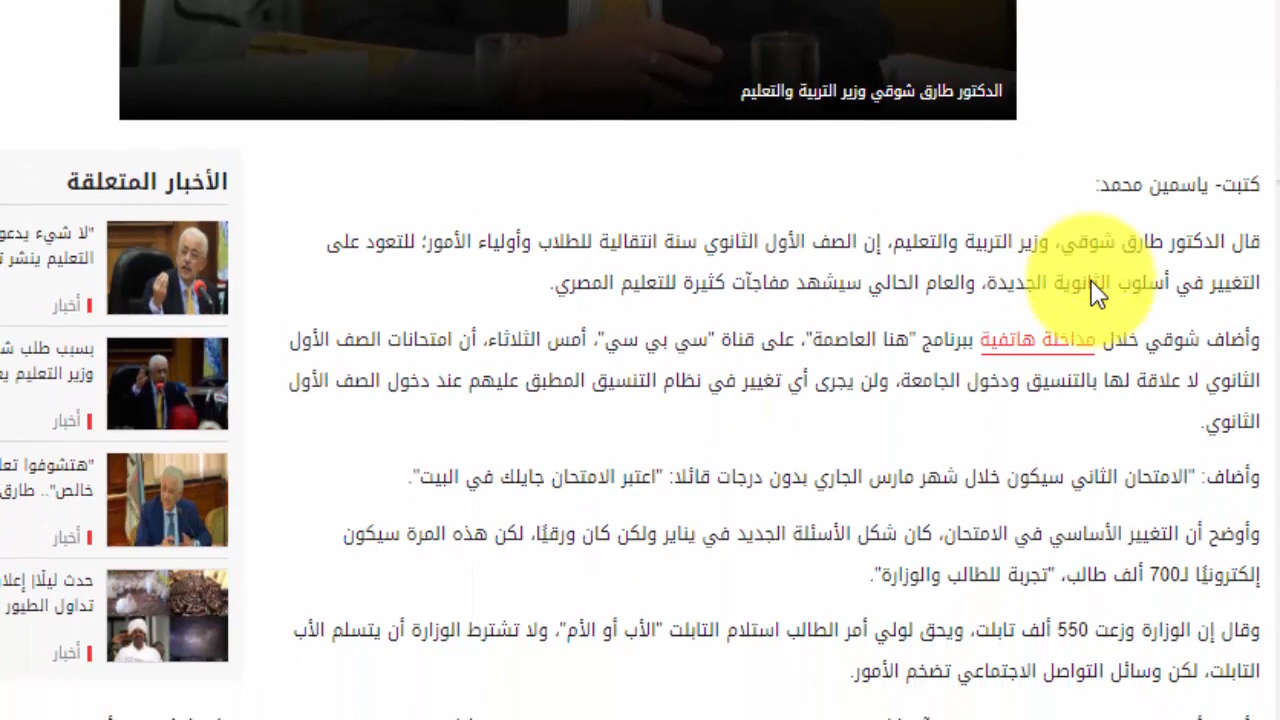 الدكتور طارق شوقي وزير التربية والتعليم
كتبت- ياسمين محمد:
قال الدكتور طارق شوقي، وزير التربية والتعليم، إن الصف الأول الثانوي سنة انتقالية للطلاب وأولياء الأمور؛ للتعود على
التغيير في أسلوب الثانوية الجديدة، والعام الحالي سيشهد مفاجآت كثيرة للتعليم المصري.
وأضاف شوقي خلال مداخلة هاتفية ببرنامج "هنا العاصمة"، على قناة "سي بي سي"، أمس الثلاثاء، أن امتحانات الصف الأول
الثانوي لا علاقة لها بالتنسيق ودخول الجامعة، ولن يجرى أي تغيير في نظام التنسيق المطبق عليهم عند دخول الصف الأول
الثانوي.
وأضاف: "الامتحان الثاني سيكون خلال شهر مارس الجاري بدون درجات قائلا: "اعتبر الامتحان جايلك في البيت".
وأوضح أن التغيير الأساسي في الامتحان، كان شكل الأسئلة الجديد في يناير ولكن كان ورقيًا، لكن هذه المرة سيكون
إلكترونيًا لـ700 ألف طالب، "تجربة للطالب والوزارة".
وقال إن الوزارة وزعت 550 ألف تابلت، ويحق لولي أمر الطالب استلام التابلت "الأب أو الأم"، ولا تشترط الوزارة أن يتسلم الأب
التابلت، لكن وسائل التواصل الاجتماعي تضخم الأمور.
الأخبار المتعلقة
"لا شيء يدعو
التعليم ينشر
أخبار
بسبب طلب
وزير التعليم
أخبار
"هتشوفوا
خالص".. طارق
أخبار
حدث ليلًا|
تداول الطيور
أخبار